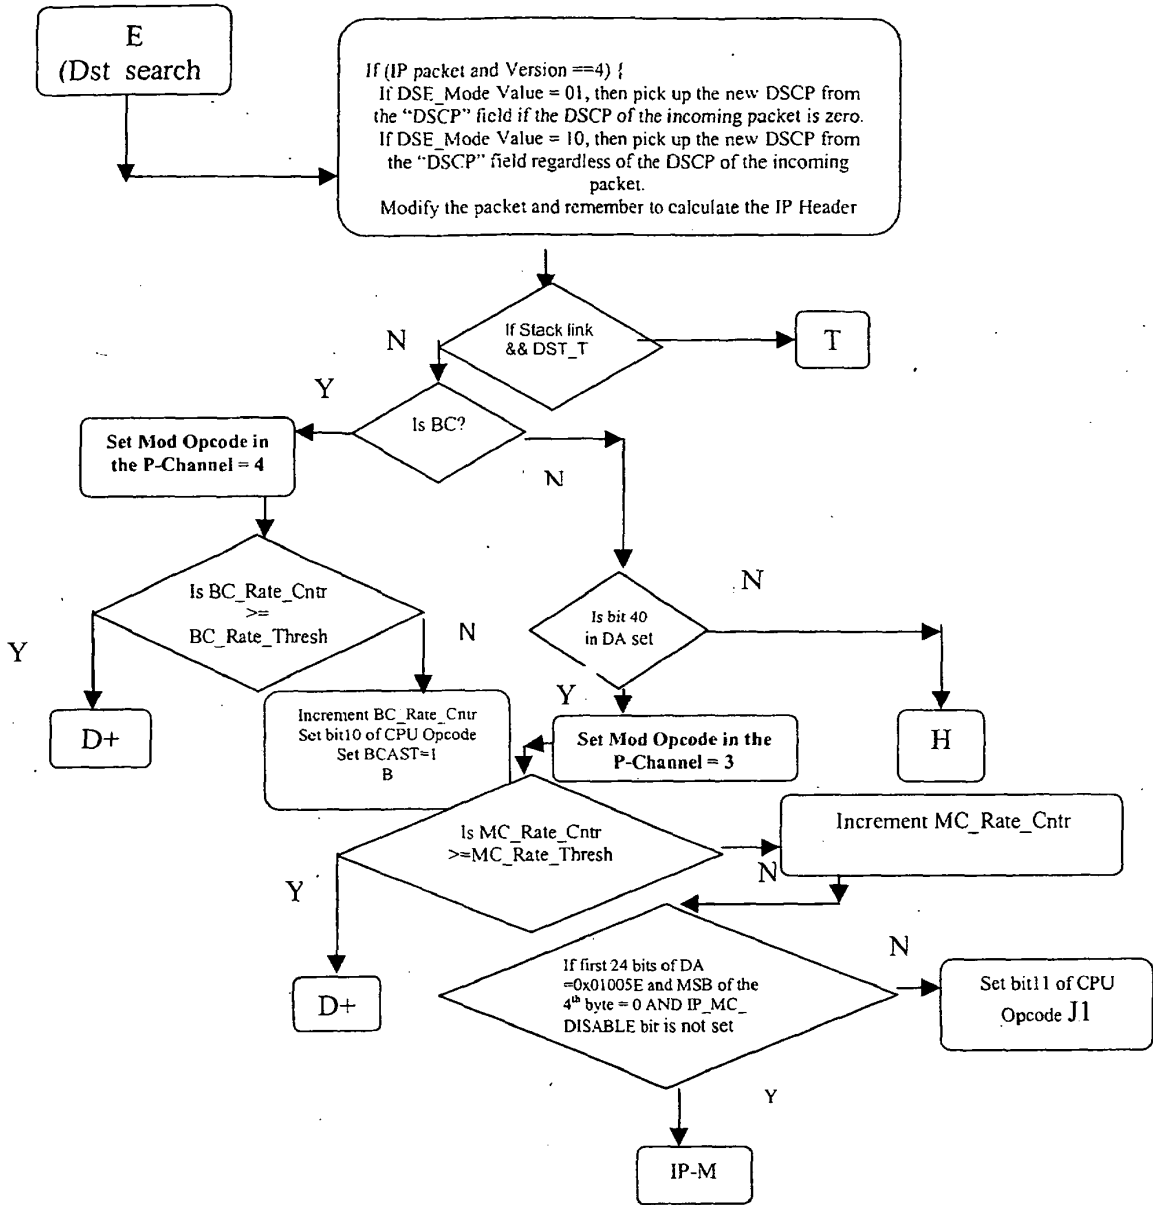 E
(Dst search
If (IP packet and Version ==4) {
If DSE_Mode Value = 01, then pick up the new DSCP from
the "DSCP" field if the DSCP of the incoming packet is zero.
If DSE_Mode Value = 10, then pick up the new DSCP from
the "DSCP" field regardless of the DSCP of the incoming
packet.
Modify the packet and remember to calculate the IP Header
If Stack link
&& DST_T
N
T
Y
Is BC?
Set Mod Opcode in
the P-Channel = 4
N
Is BC_Rate_Cntr
>=
BC_Rate_Thresh
N
Is bit 40
in DA set
Y
N
D+
Increment BC_Rate_Cntr
Set bit10 of CPU Opcode
Set BCAST=1
B
Y
Set Mod Opcode in the
P-Channel = 3
H
Is MC_Rate_Cntr
>=MC_Rate_Thresh
Increment MC_Rate_Cntr
N
Y
D+
If first 24 bits of DA
=0x01005E and MSB of the
4th byte = 0 AND IP_MC_
DISABLE bit is not set
N
Set bit11 of CPU
Opcode J1
Y
IP-M